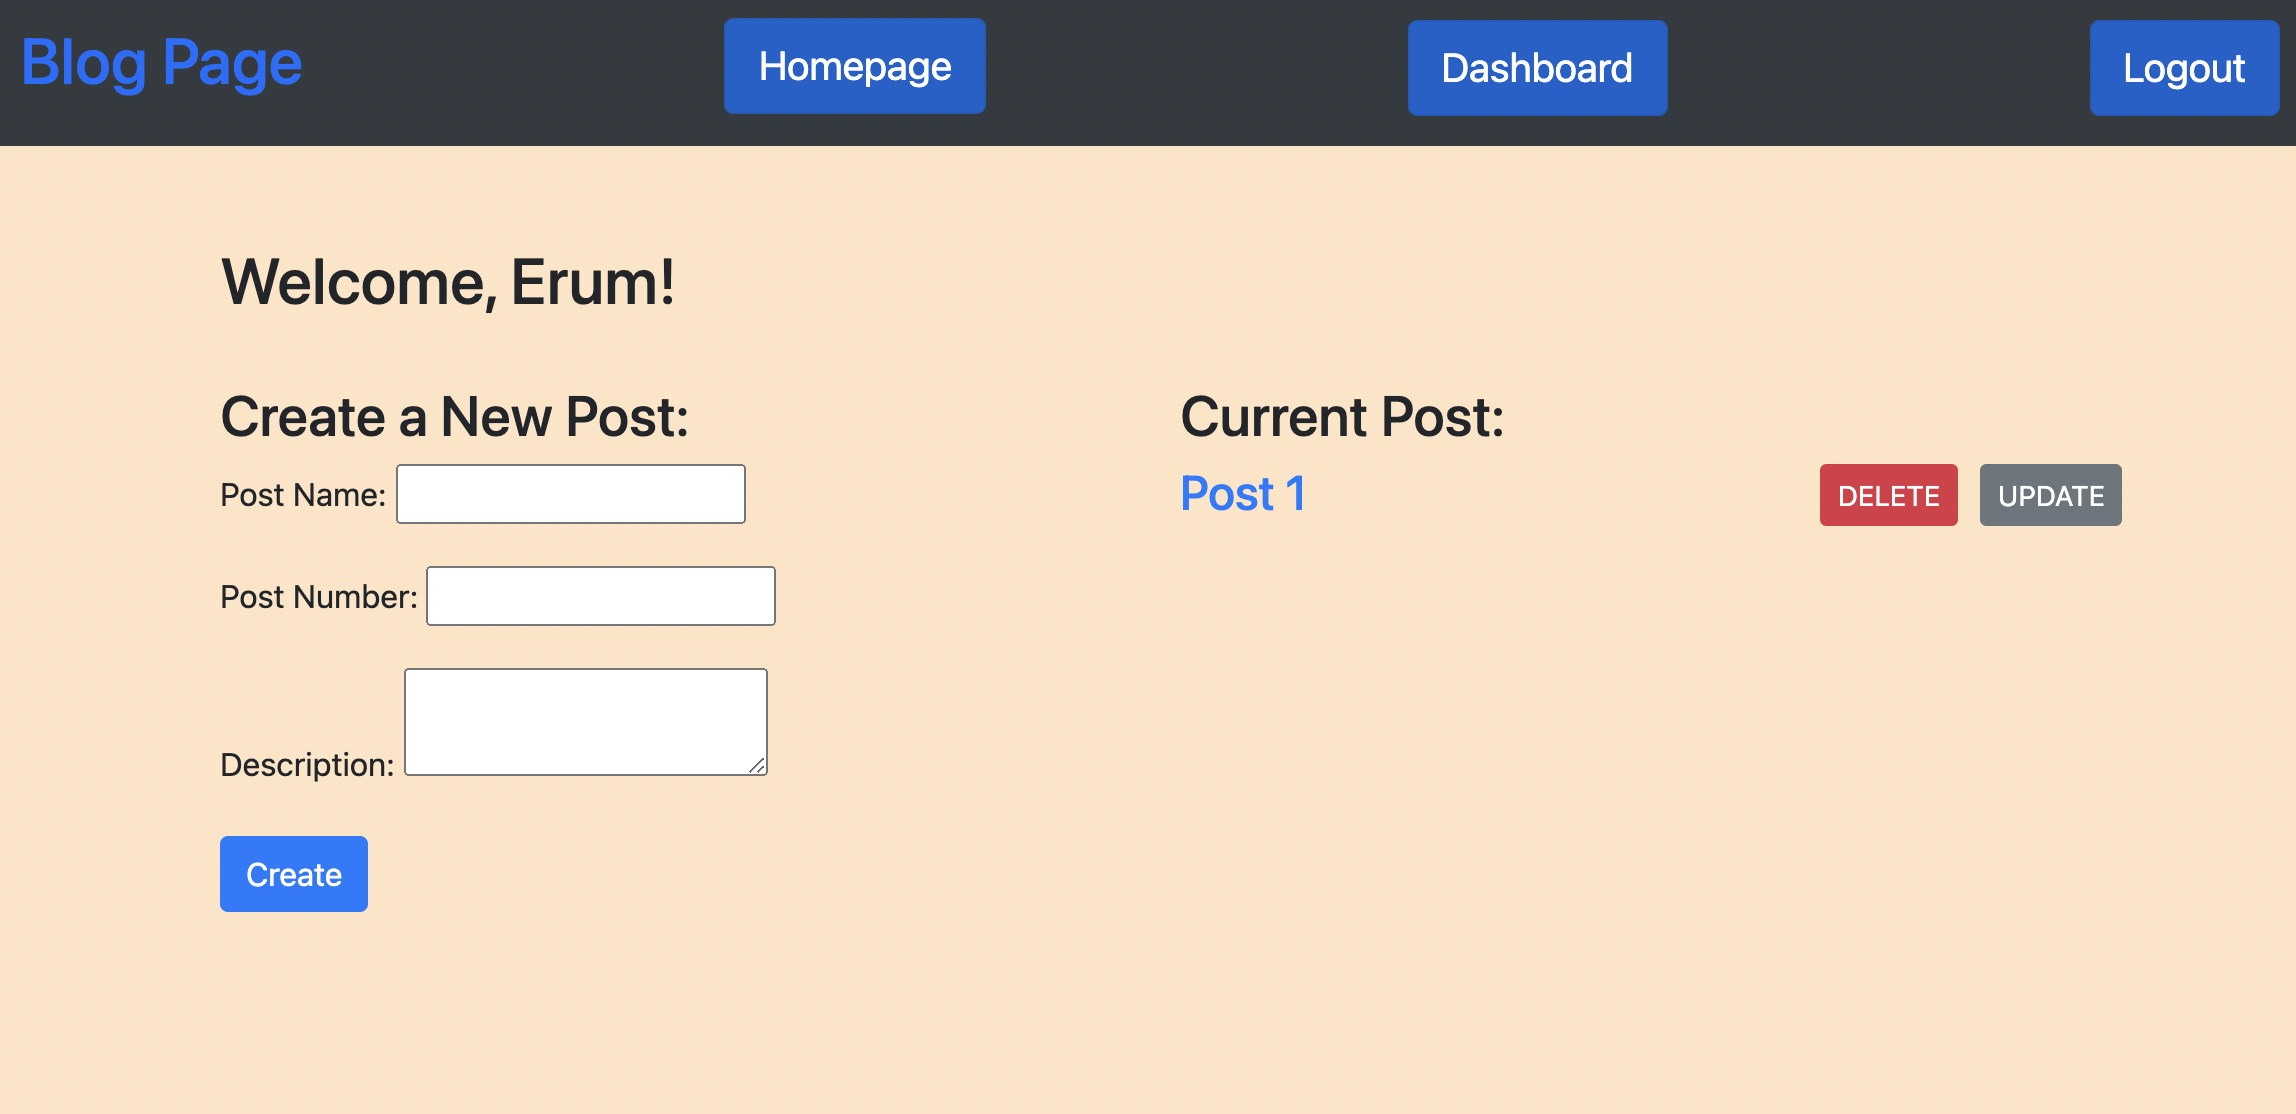 Blog Page
Homepage
Dashboard
Logout
Welcome, Erum!
Create a New Post:
Post Name:
Post Number:
Description:
Create
Current Post:
Post 1
DELETE
UPDATE